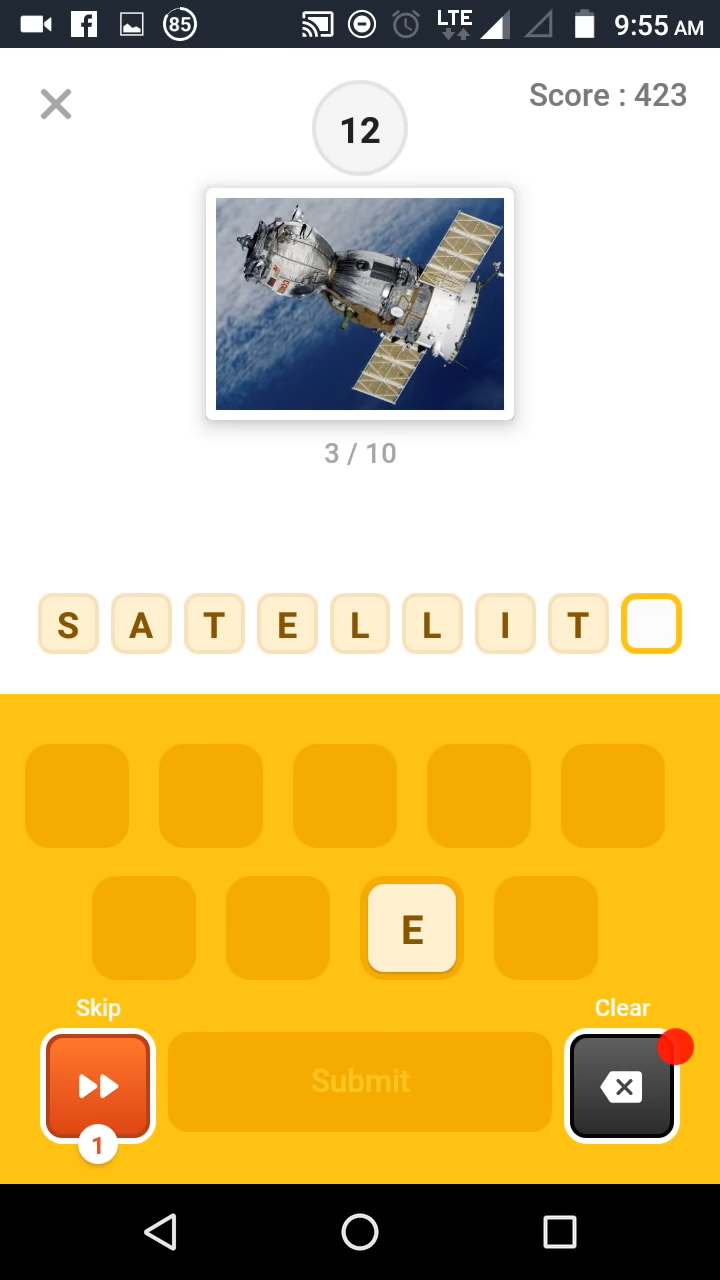 85 LTE 9:55 AM
Score : 423
12
3 / 10
S A T E L L I T
E
Skip
Clear
Submit
1